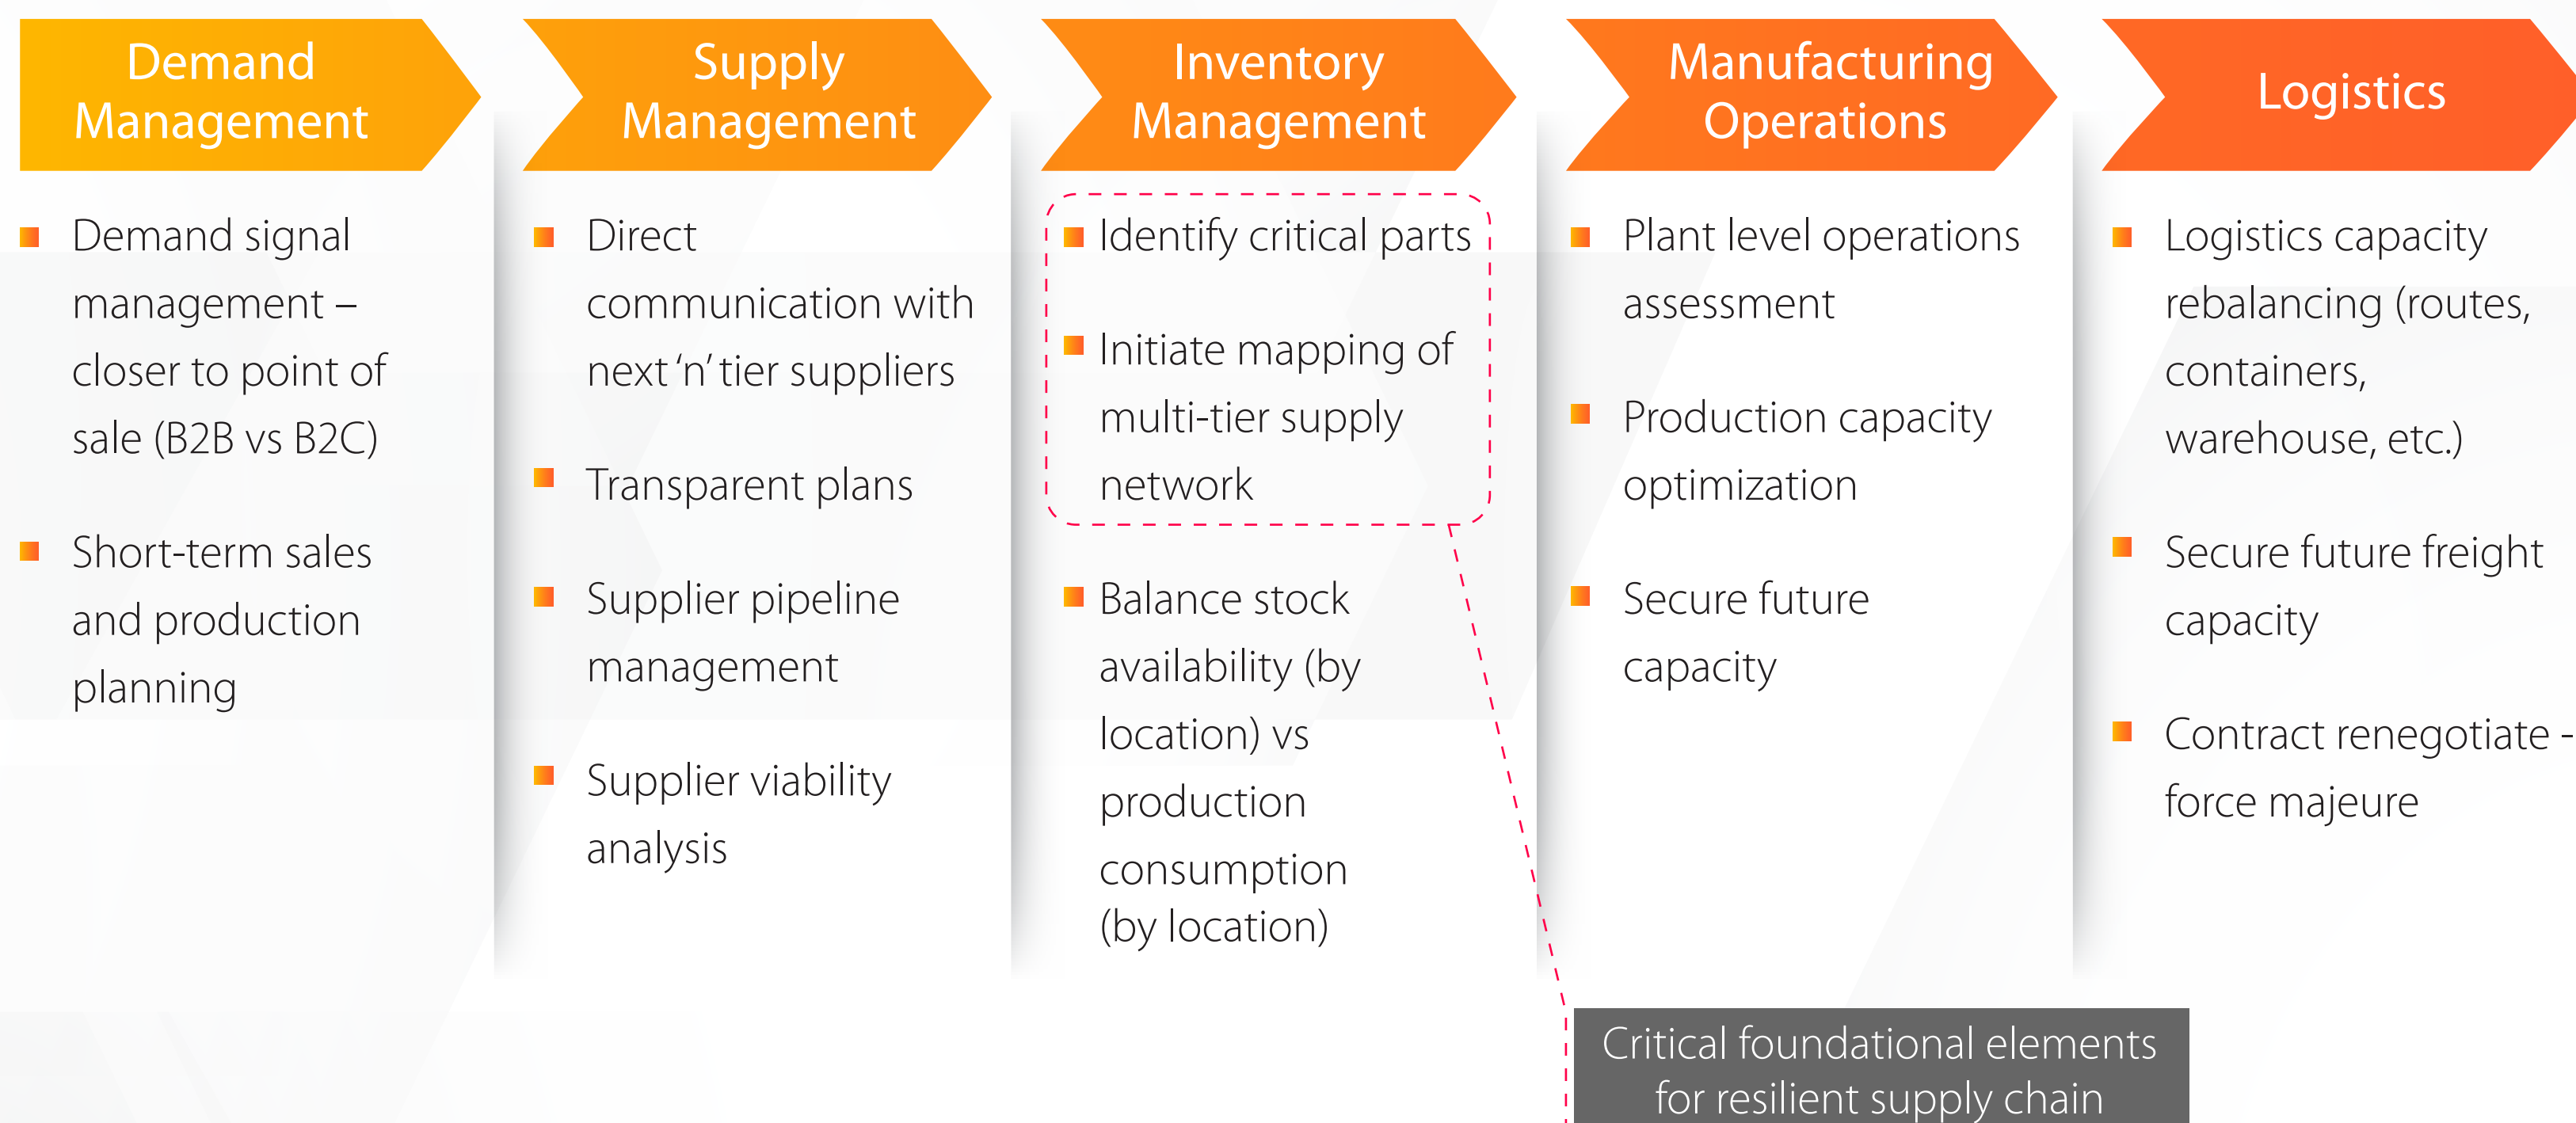 Demand
Management
Demand signal
management –
closer to point of
sale (B2B vs B2C)
Short-term sales
and production
planning
Supply
Management
Direct
communication with
next ‘n’ tier suppliers
Transparent plans
Supplier pipeline
management
Supplier viability
analysis
Inventory
Management
Identify critical parts
Initiate mapping of
multi-tier supply
network
Balance stock
availability (by
location) vs
production
consumption
(by location)
Manufacturing
Operations
Plant level operations
assessment
Production capacity
optimization
Secure future
capacity
Logistics
Logistics capacity
rebalancing (routes,
containers,
warehouse, etc.)
Secure future freight
capacity
Contract renegotiate -
force majeure
Critical foundational elements
for resilient supply chain